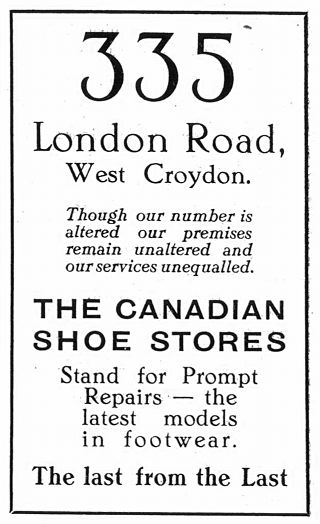 335
London Road,
West Croydon.
Though our number is
altered our premises
remain unaltered and
our services unequalled.
THE CANADIAN
SHOE STORES
Stand for Prompt
Repairs — the
latest models
in footwear.
The last from the Last